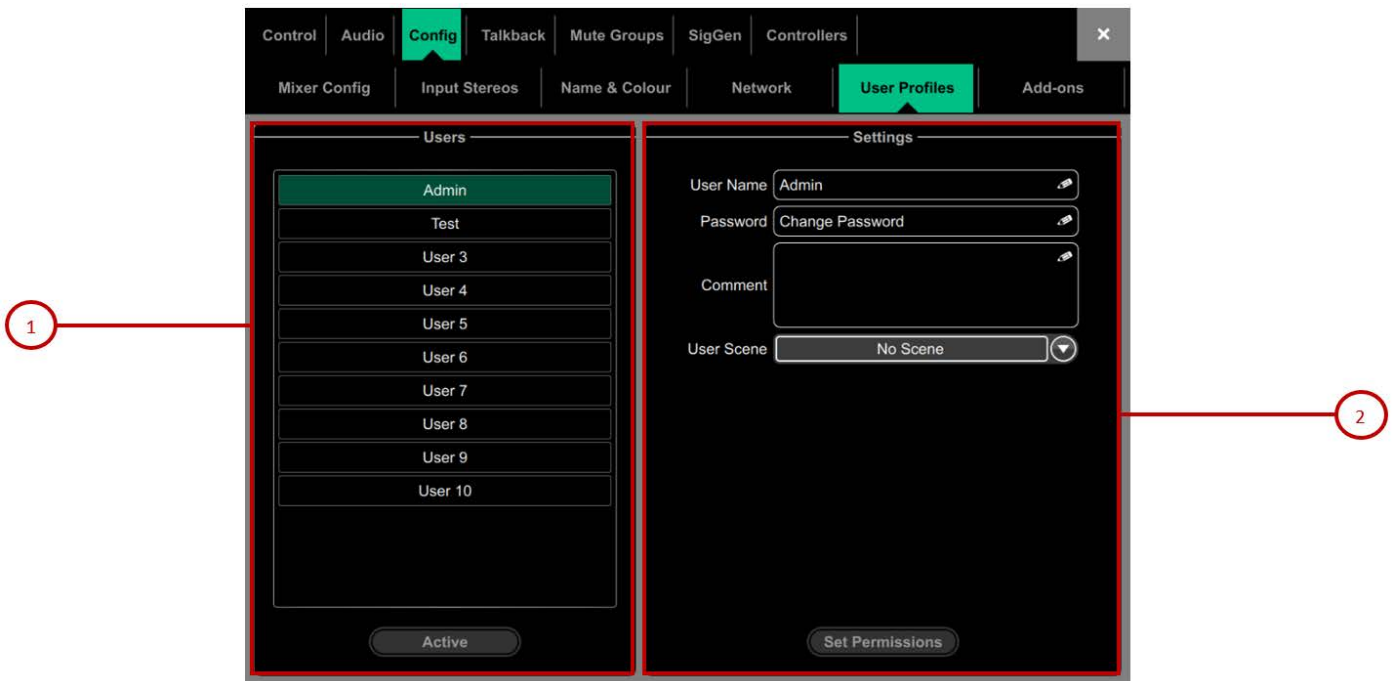 Control Audio Config Talkback Mute Groups SigGen Controllers ×
Mixer Config Input Stereos Name & Colour Network User Profiles Add-ons
Users
Admin
Test
User 3
User 4
User 5
User 6
User 7
User 8
User 9
User 10
Active
Settings
User Name Admin
Password Change Password
Comment
User Scene No Scene
Set Permissions
1
2